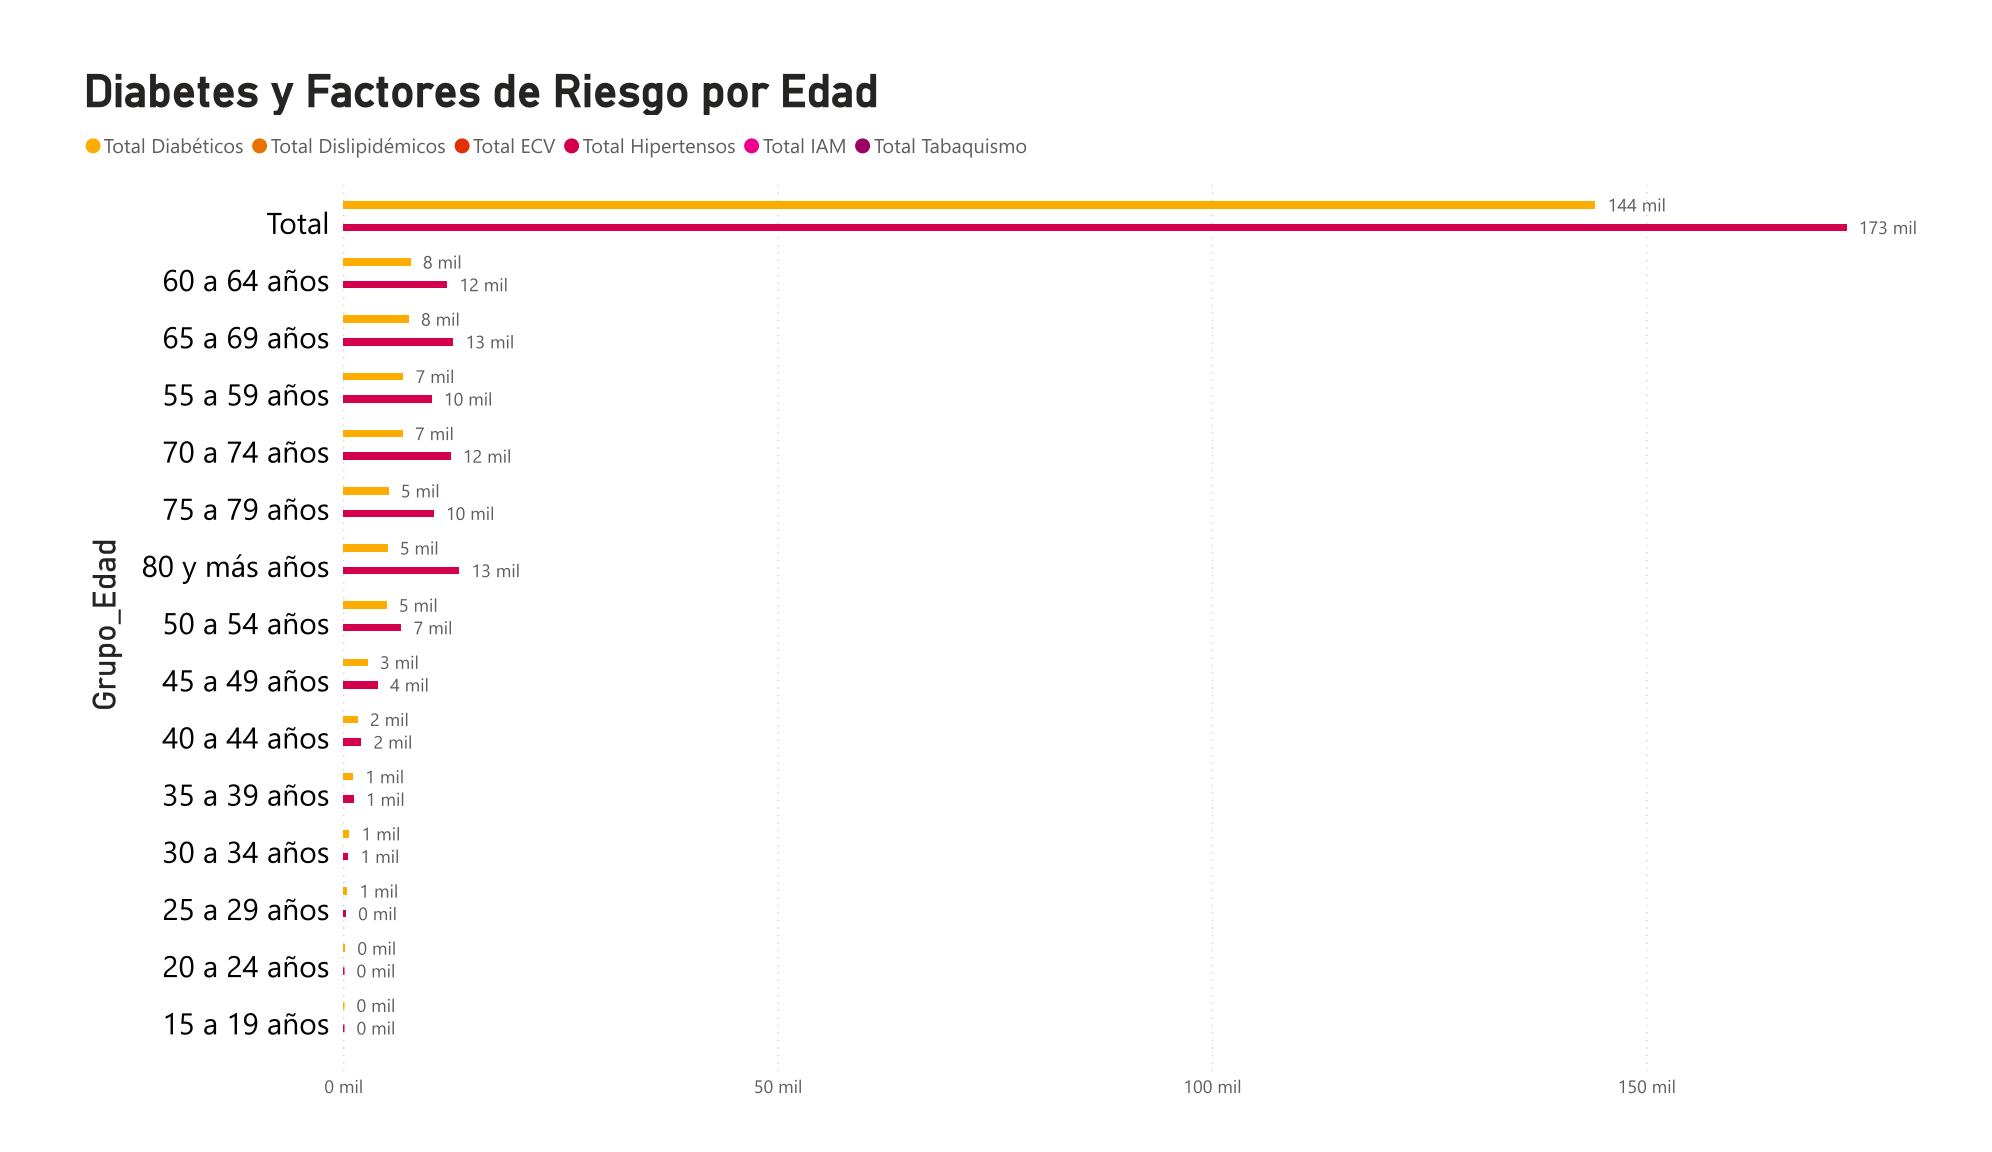 Diabetes y Factores de Riesgo por Edad
Total Diabéticos Total Dislipidémicos Total ECV Total Hipertensos Total IAM Total Tabaquismo
Grupo_Edad
Total
144 mil
173 mil
60 a 64 años
8 mil
12 mil
65 a 69 años
8 mil
13 mil
55 a 59 años
7 mil
10 mil
70 a 74 años
7 mil
12 mil
75 a 79 años
5 mil
10 mil
80 y más años
5 mil
13 mil
50 a 54 años
5 mil
7 mil
45 a 49 años
3 mil
4 mil
40 a 44 años
2 mil
2 mil
35 a 39 años
1 mil
1 mil
30 a 34 años
1 mil
1 mil
25 a 29 años
1 mil
0 mil
20 a 24 años
0 mil
0 mil
15 a 19 años
0 mil
0 mil
0 mil 50 mil 100 mil 150 mil